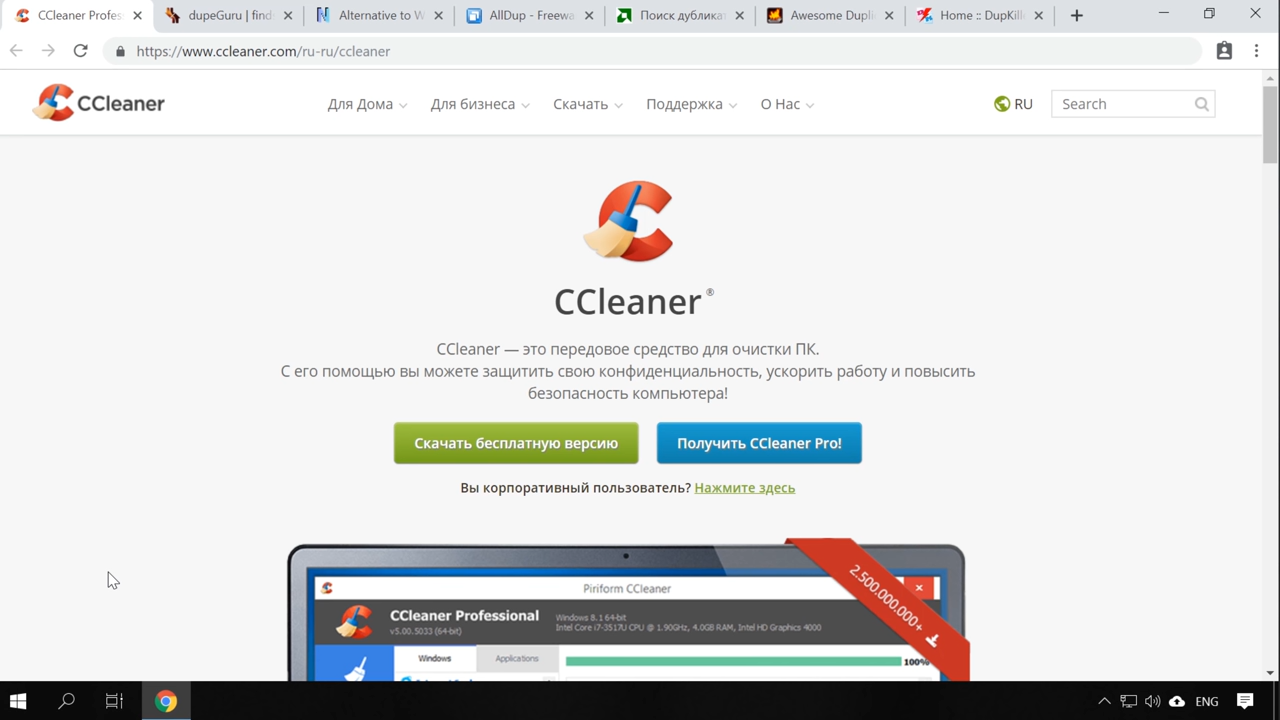 CCleaner Profes
dupeGuru | find
Alternative to W
AllDup - Freewa
Поиск дубликат
Awesome Dupli
Home :: DupKille
https://www.ccleaner.com/ru-ru/ccleaner
CCleaner
Для Дома
Для бизнеса
Скачать
Поддержка
О Нас
RU
Search
CCleaner®
CCleaner — это передовое средство для очистки ПК.
С его помощью вы можете защитить свою конфиденциальность, ускорить работу и повысить
безопасность компьютера!
Скачать бесплатную версию
Получить CCleaner Pro!
Вы корпоративный пользователь? Нажмите здесь
2.500.000.000+
Piriform CCleaner
CCleaner Professional
v5.00.5033 (64-bit)
Windows 8.1 64-bit
Intel Core i7-3517U CPU @ 1.90GHz, 4.0GB RAM, Intel HD Graphics 4000
Windows
Applications
100%
ENG